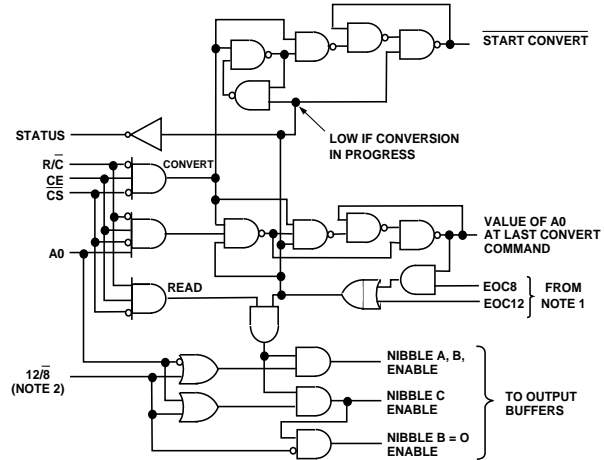 START CONVERT
STATUS
LOW IF CONVERSION
IN PROGRESS
R/C̅
CONVERT
CE
C̅S̅
VALUE OF A0
AT LAST CONVERT
COMMAND
A0
READ
EOC8
EOC12
FROM
NOTE 1
12/8̅
(NOTE 2)
NIBBLE A, B,
ENABLE
NIBBLE C
ENABLE
NIBBLE B = O
ENABLE
TO OUTPUT
BUFFERS